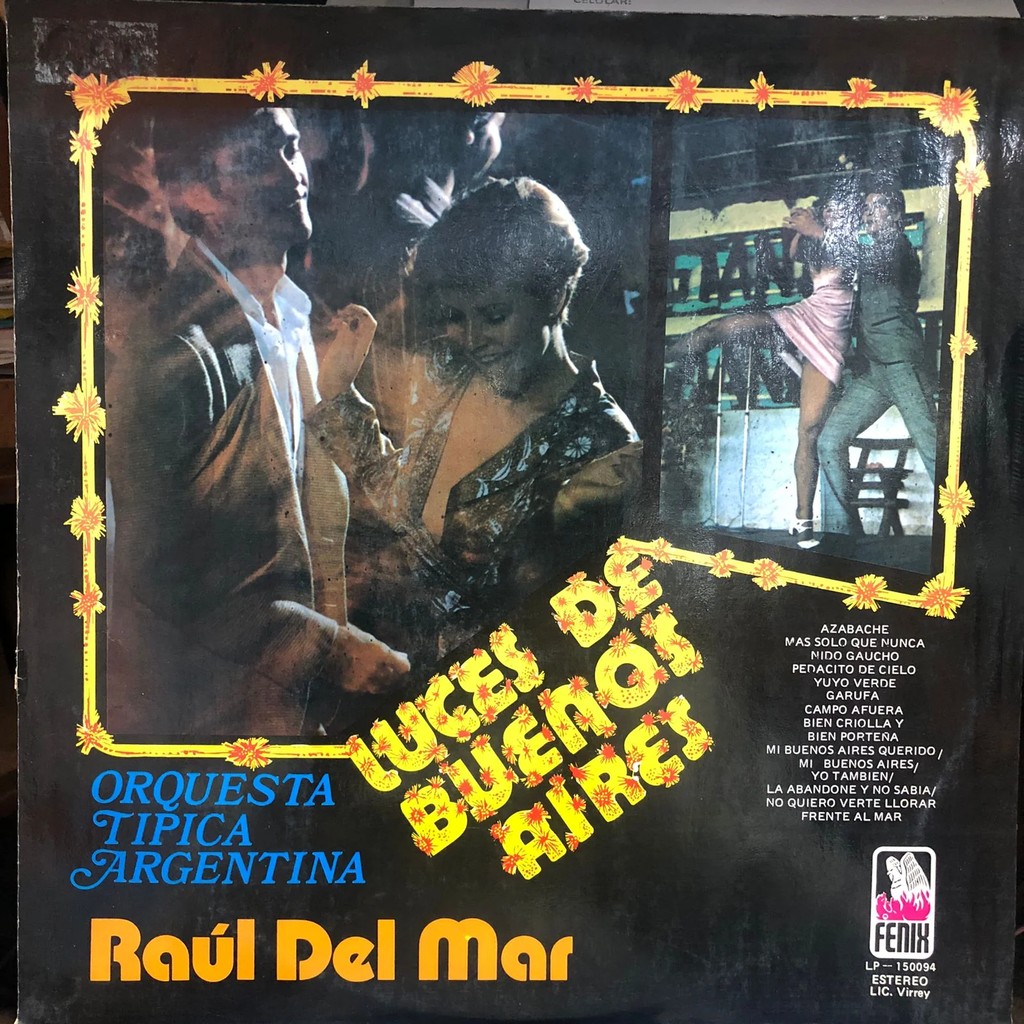 CELULAR!
LUCES DE
BUENOS
AIRES
AZABACHE
MAS SOLO QUE NUNCA
NIDO GAUCHO
PEDACITO DE CIELO
YUYO VERDE
GARUFA
CAMPO AFUERA
BIEN CRIOLLA Y
BIEN PORTEÑA
MI BUENOS AIRES QUERIDO/
MI BUENOS AIRES/
YO TAMBIEN/
LA ABANDONE Y NO SABIA/
NO QUIERO VERTE LLORAR
FRENTE AL MAR
ORQUESTA
TIPICA
ARGENTINA
Raúl Del Mar
FENIX
LP — 150094
ESTEREO
LIC. Virrey